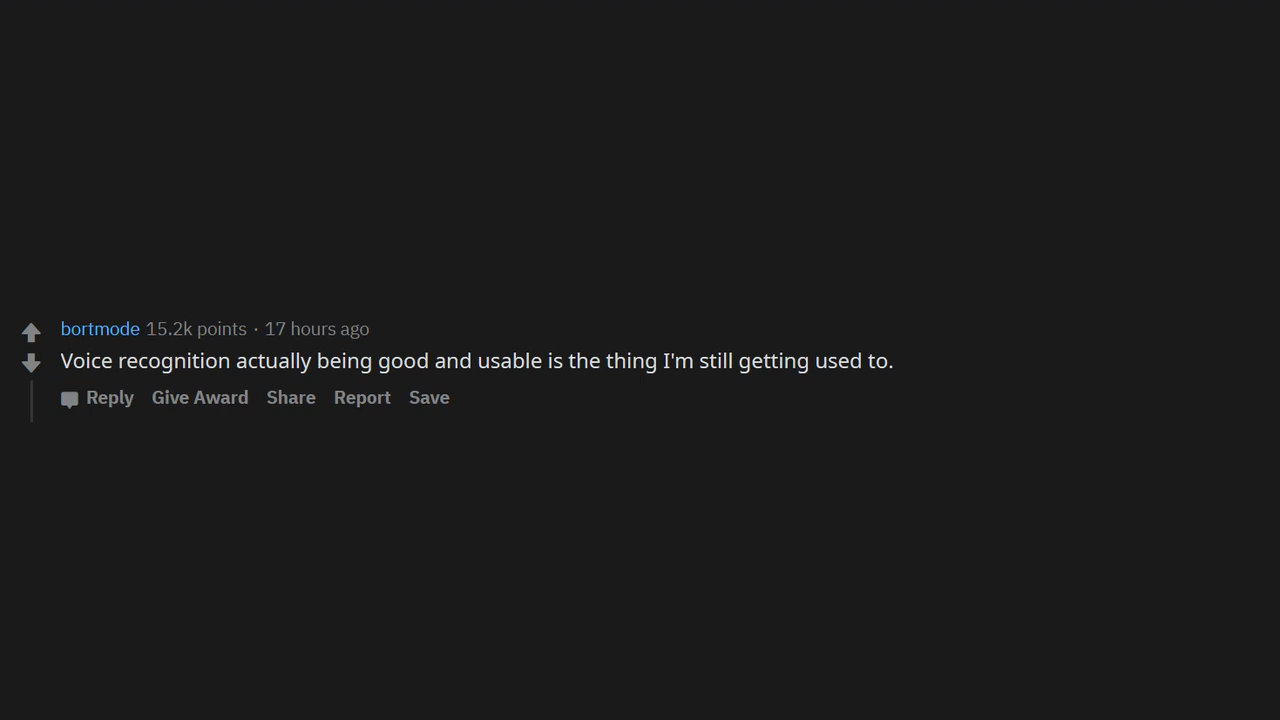 bortmode 15.2k points · 17 hours ago
Voice recognition actually being good and usable is the thing I'm still getting used to.
Reply Give Award Share Report Save